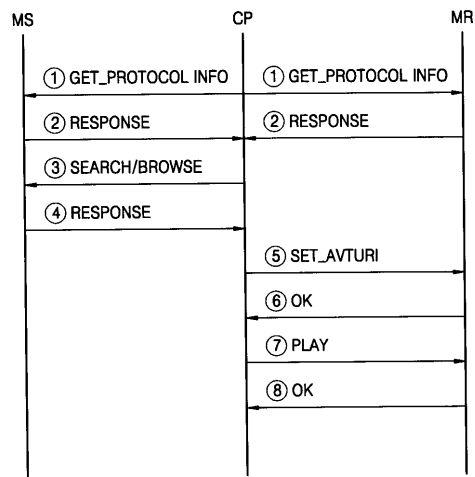 MS CP MR
① GET_PROTOCOL INFO ① GET_PROTOCOL INFO
② RESPONSE ② RESPONSE
③ SEARCH/BROWSE
④ RESPONSE
⑤ SET_AVTURI
⑥ OK
⑦ PLAY
⑧ OK